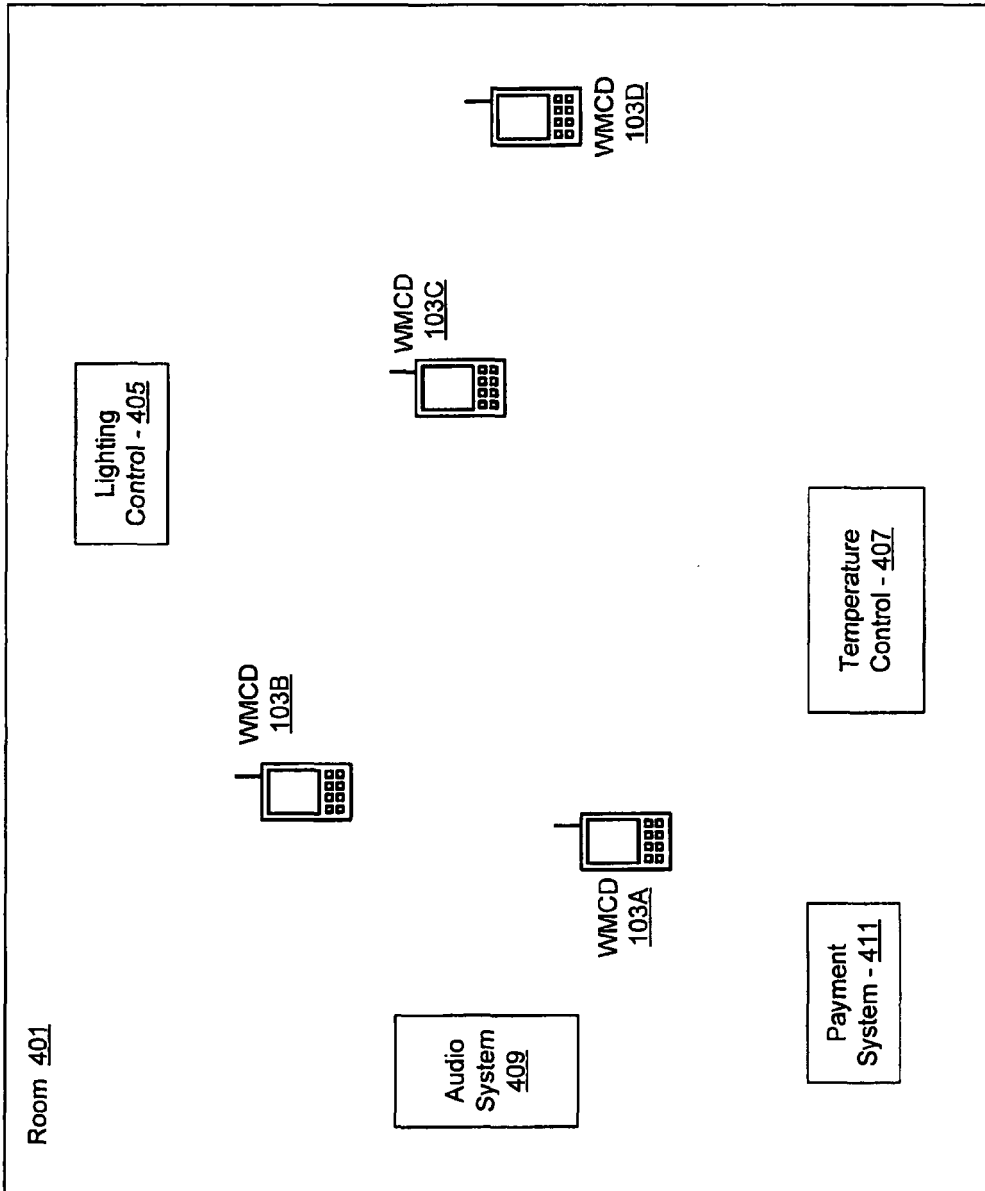 Room 401
Lighting
Control - 405
WMCD
103D
WMCD
103C
WMCD
103B
WMCD
103A
Audio
System
409
Temperature
Control - 407
Payment
System - 411